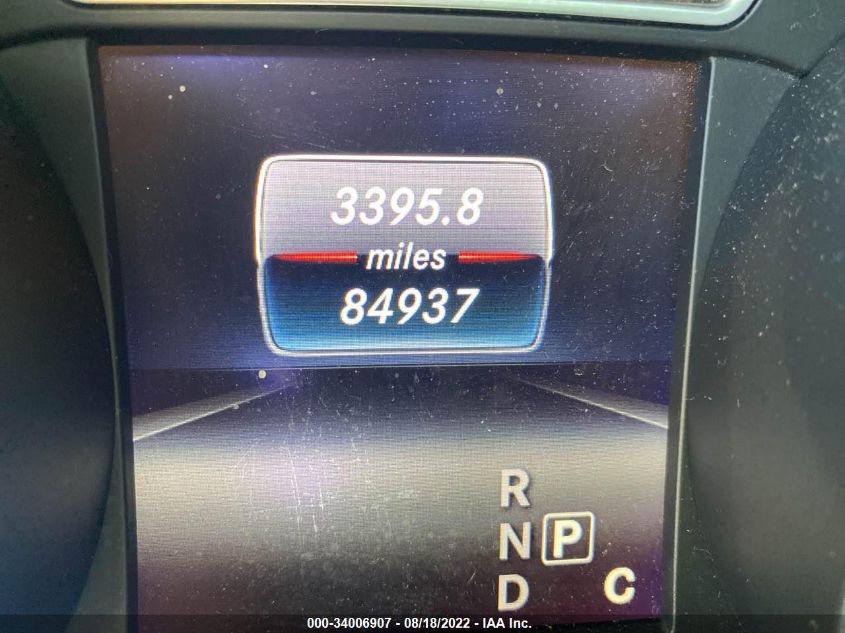 3395.8
miles
84937
R
N P
D C
000-34006907 - 08/18/2022 - IAA Inc.